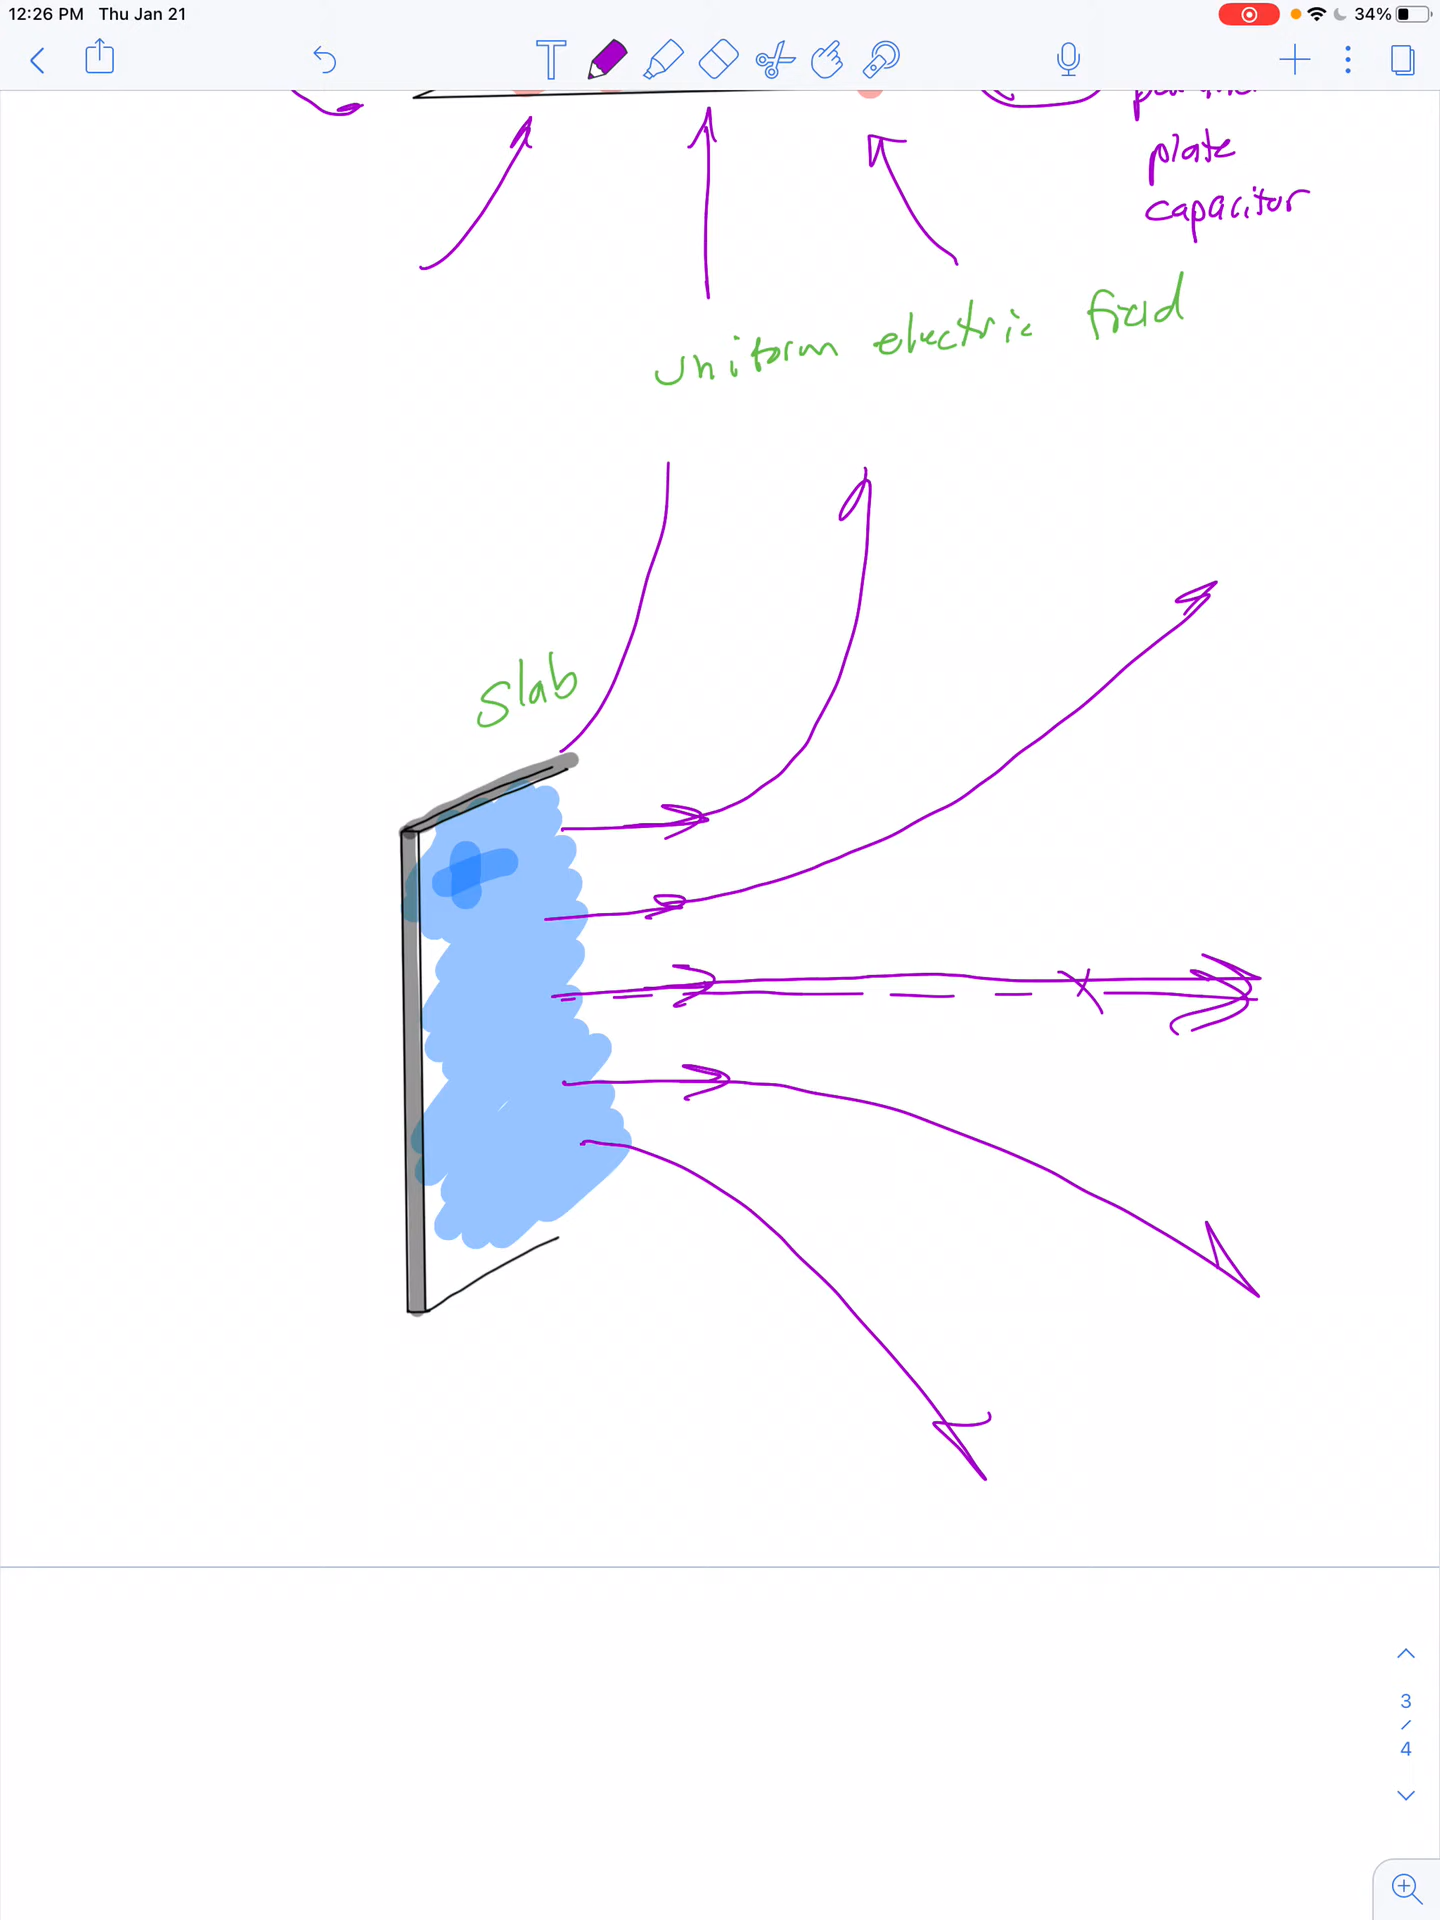 12:26 PM Thu Jan 21
34%
T
plate
capacitor
uniform electric field
slab
3
/
4